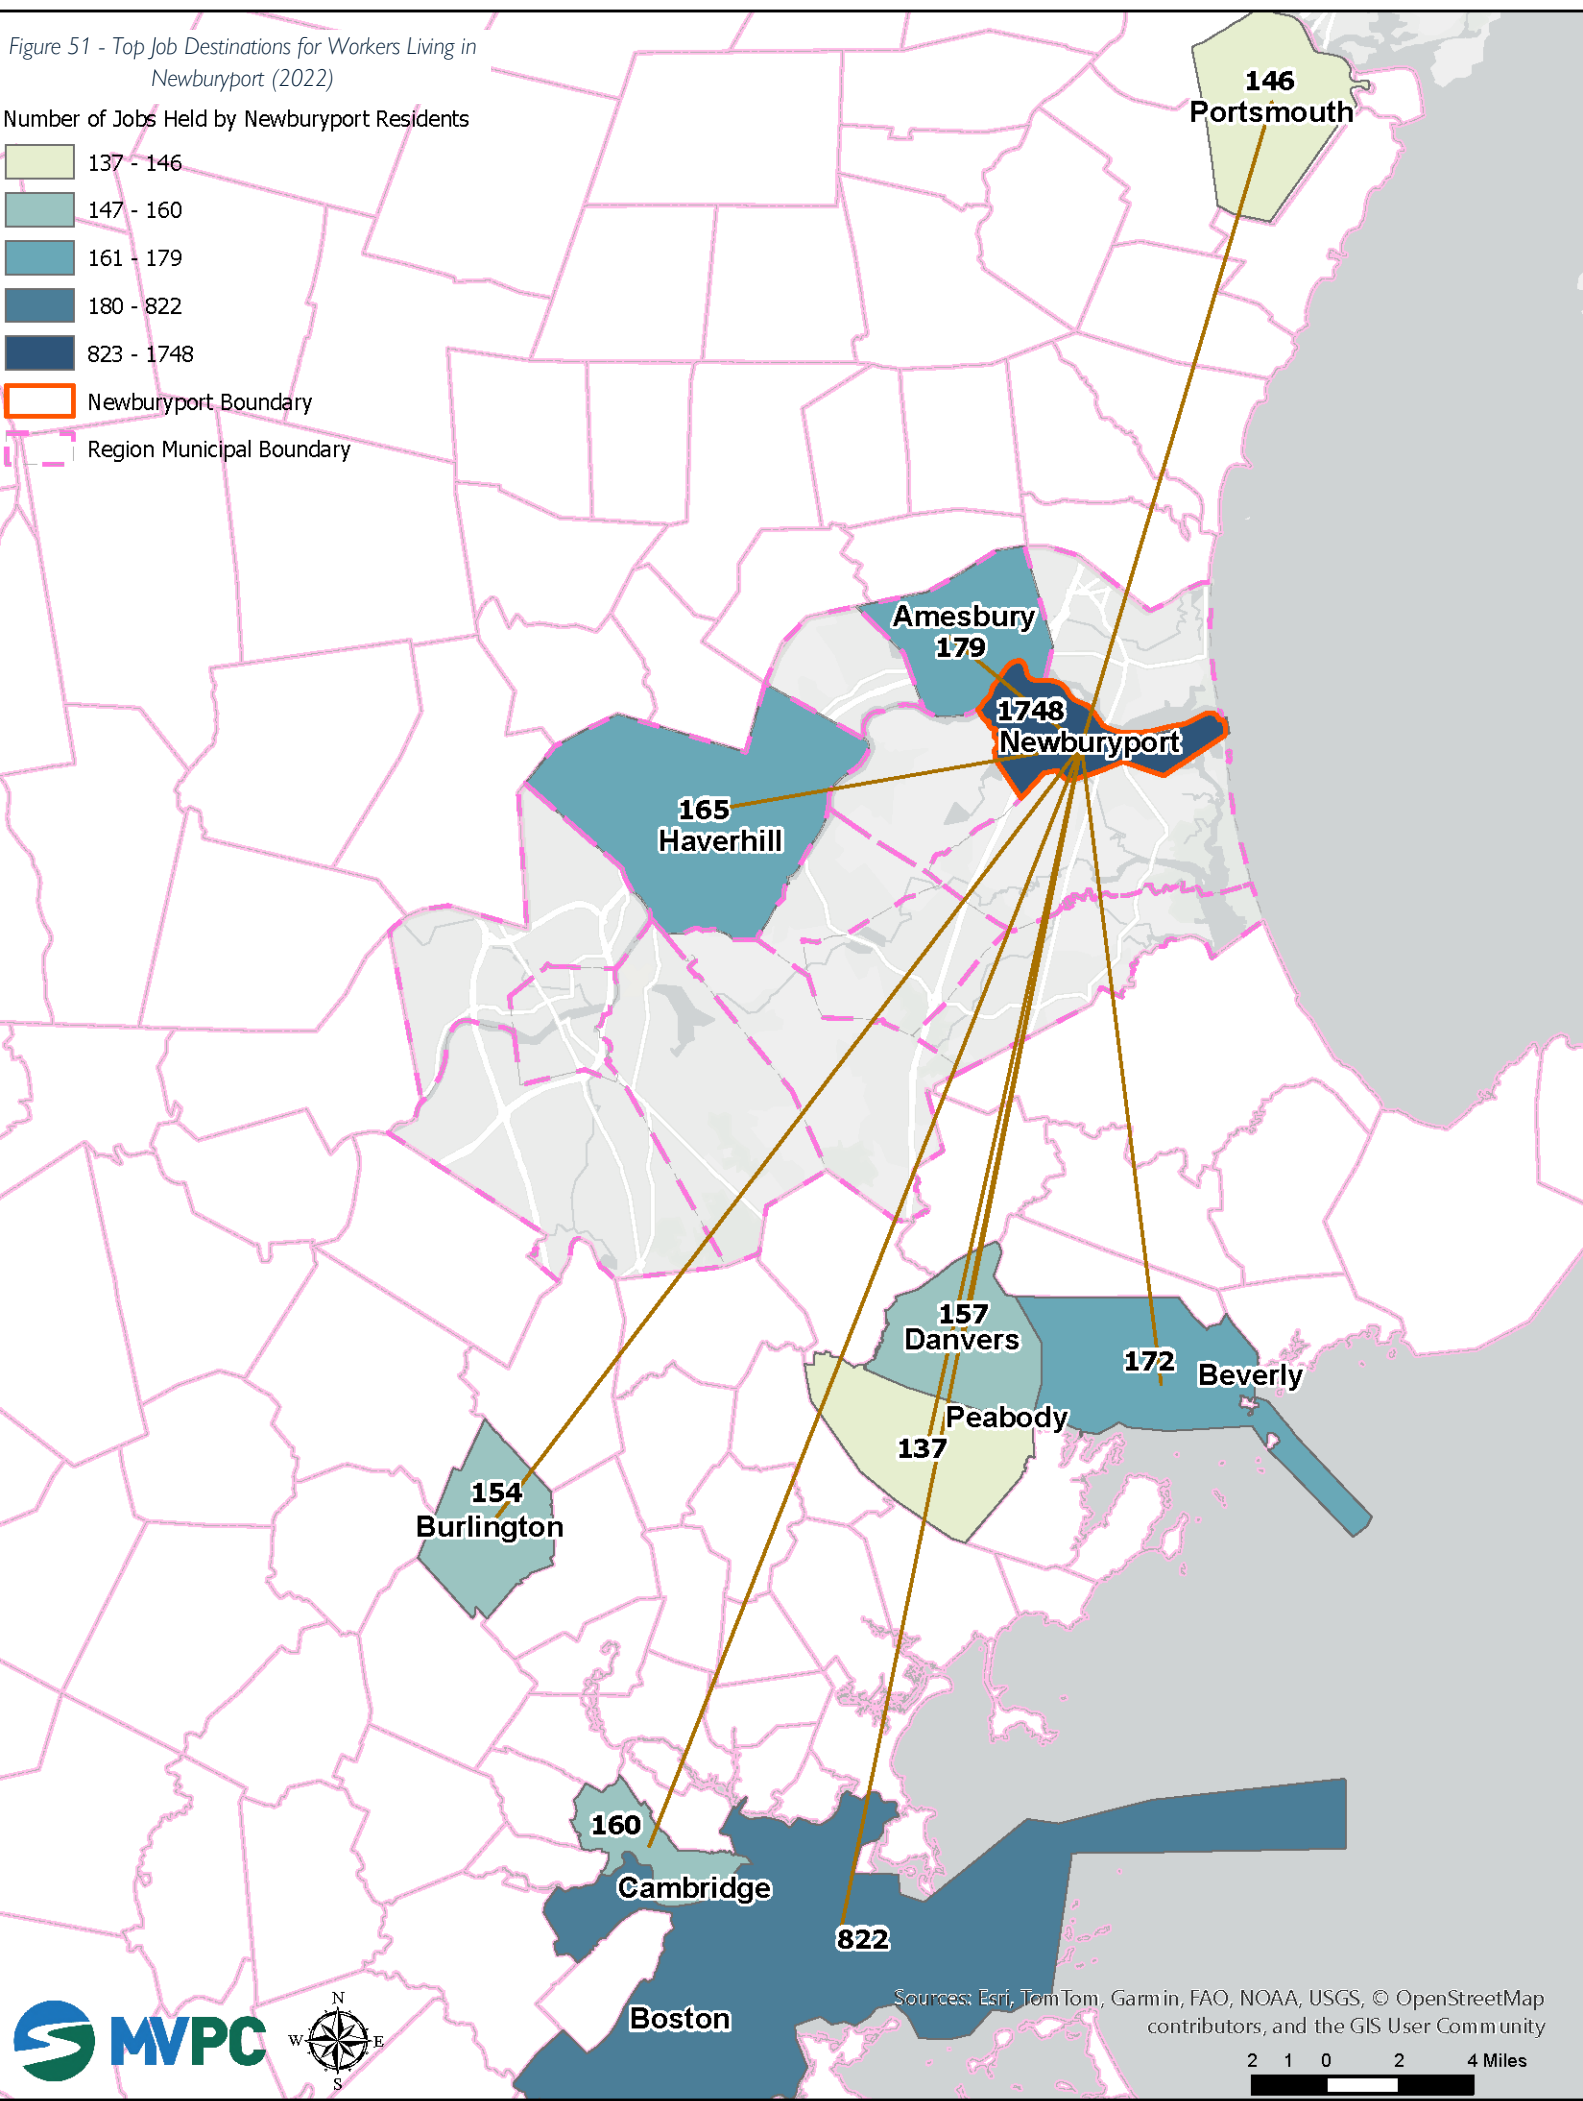 Figure 51 - Top Job Destinations for Workers Living in
Newburyport (2022)
Number of Jobs Held by Newburyport Residents
137 - 146
147 - 160
161 - 179
180 - 822
823 - 1748
Newburyport Boundary
Region Municipal Boundary
146
Portsmouth
Amesbury
179
1748
Newburyport
165
Haverhill
157
Danvers
172
Beverly
Peabody
137
154
Burlington
160
Cambridge
822
Boston
Sources: Esri, TomTom, Garmin, FAO, NOAA, USGS, © OpenStreetMap
contributors, and the GIS User Community
MVPC
N
W E
S
2 1 0 2 4 Miles